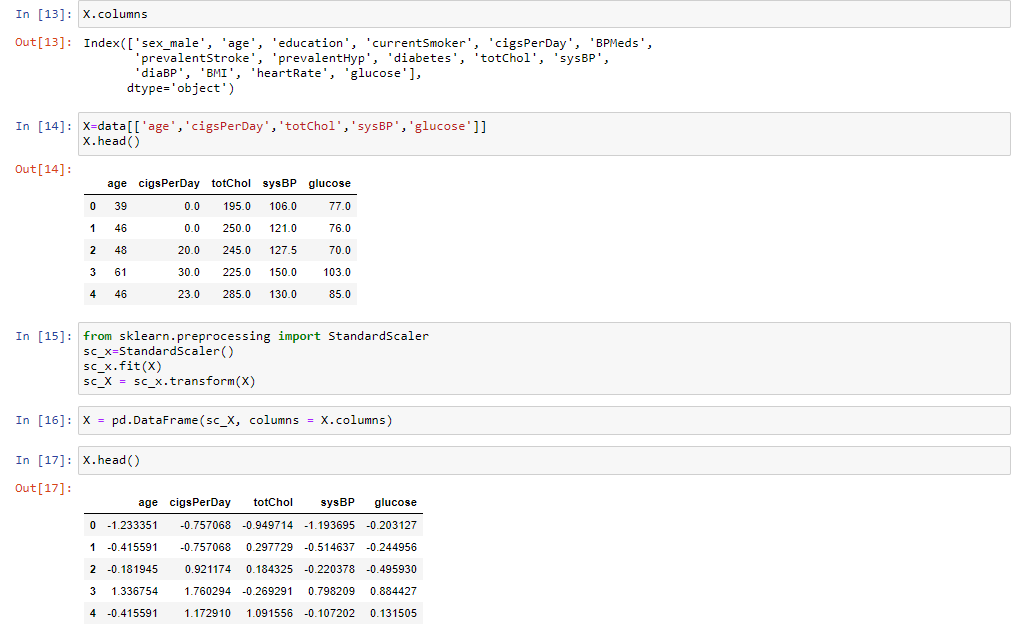 In [13]: X.columns
Out[13]: Index(['sex_male', 'age', 'education', 'currentSmoker', 'cigsPerDay', 'BPMeds',
'prevalentStroke', 'prevalentHyp', 'diabetes', 'totChol', 'sysBP',
'diaBP', 'BMI', 'heartRate', 'glucose'],
dtype='object')
In [14]: X=data[['age','cigsPerDay','totChol','sysBP','glucose']]
X.head()
Out[14]:
age cigsPerDay totChol sysBP glucose
0 39 0.0 195.0 106.0 77.0
1 46 0.0 250.0 121.0 76.0
2 48 20.0 245.0 127.5 70.0
3 61 30.0 225.0 150.0 103.0
4 46 23.0 285.0 130.0 85.0
In [15]: from sklearn.preprocessing import StandardScaler
sc_x=StandardScaler()
sc_x.fit(X)
sc_X = sc_x.transform(X)
In [16]: X = pd.DataFrame(sc_X, columns = X.columns)
In [17]: X.head()
Out[17]:
age cigsPerDay totChol sysBP glucose
0 -1.233351 -0.757068 -0.949714 -1.193695 -0.203127
1 -0.415591 -0.757068 0.297729 -0.514637 -0.244956
2 -0.181945 0.921174 0.184325 -0.220378 -0.495930
3 1.336754 1.760294 -0.269291 0.798209 0.884427
4 -0.415591 1.172910 1.091556 -0.107202 0.131505